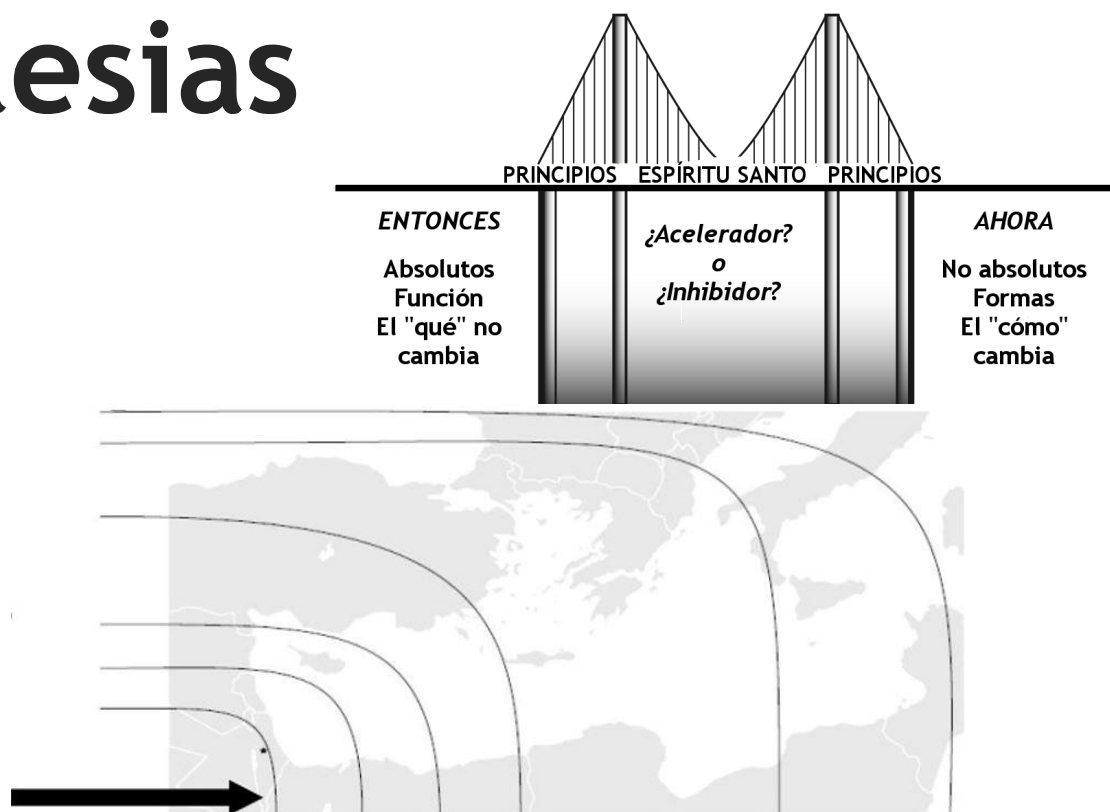 esias
PRINCIPIOS ESPÍRITU SANTO PRINCIPIOS
ENTONCES
Absolutos
Función
El "qué" no
cambia
¿Acelerador?
o
¿Inhibidor?
AHORA
No absolutos
Formas
El "cómo"
cambia